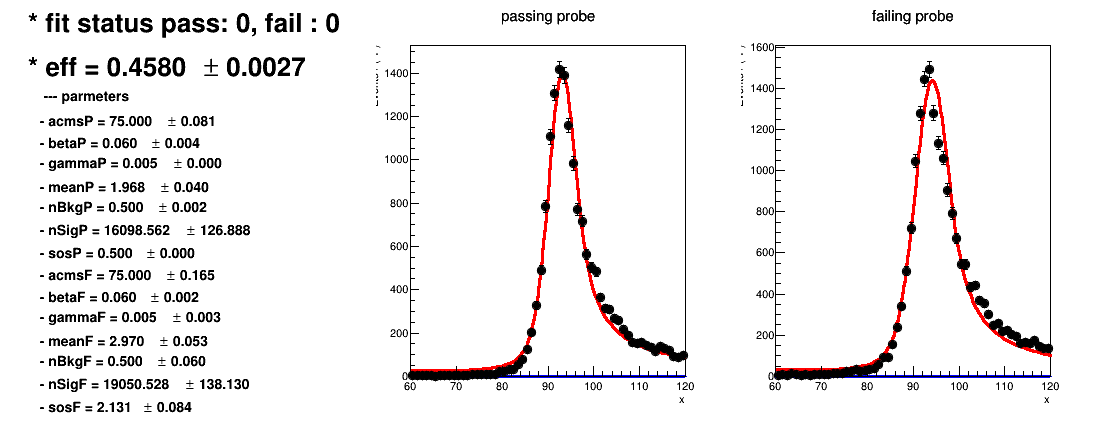 * fit status pass: 0, fail : 0
* eff = 0.4580 ± 0.0027
--- parmeters
- acmsP = 75.000 ± 0.081
- betaP = 0.060 ± 0.004
- gammaP = 0.005 ± 0.000
- meanP = 1.968 ± 0.040
- nBkgP = 0.500 ± 0.002
- nSigP = 16098.562 ± 126.888
- sosP = 0.500 ± 0.000
- acmsF = 75.000 ± 0.165
- betaF = 0.060 ± 0.002
- gammaF = 0.005 ± 0.003
- meanF = 2.970 ± 0.053
- nBkgF = 0.500 ± 0.060
- nSigF = 19050.528 ± 138.130
- sosF = 2.131 ± 0.084
passing probe
1400
1200
1000
800
600
400
200
0
60 70 80 90 100 110 120
x
failing probe
1600
1400
1200
1000
800
600
400
200
0
60 70 80 90 100 110 120
x